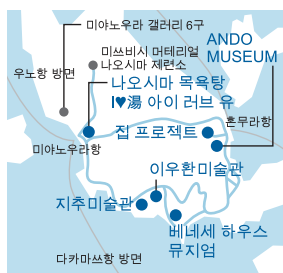 미야노우라 갤러리 6구
ANDO
MUSEUM
미쓰비시 머테리얼
나오시마 제련소
우노항 방면
나오시마 목욕탕
I♥湯 아이 러브 유
혼무라항
집 프로젝트
미야노우라항
이우환미술관
지추미술관
베네세 하우스
뮤지엄
다카마쓰항 방면